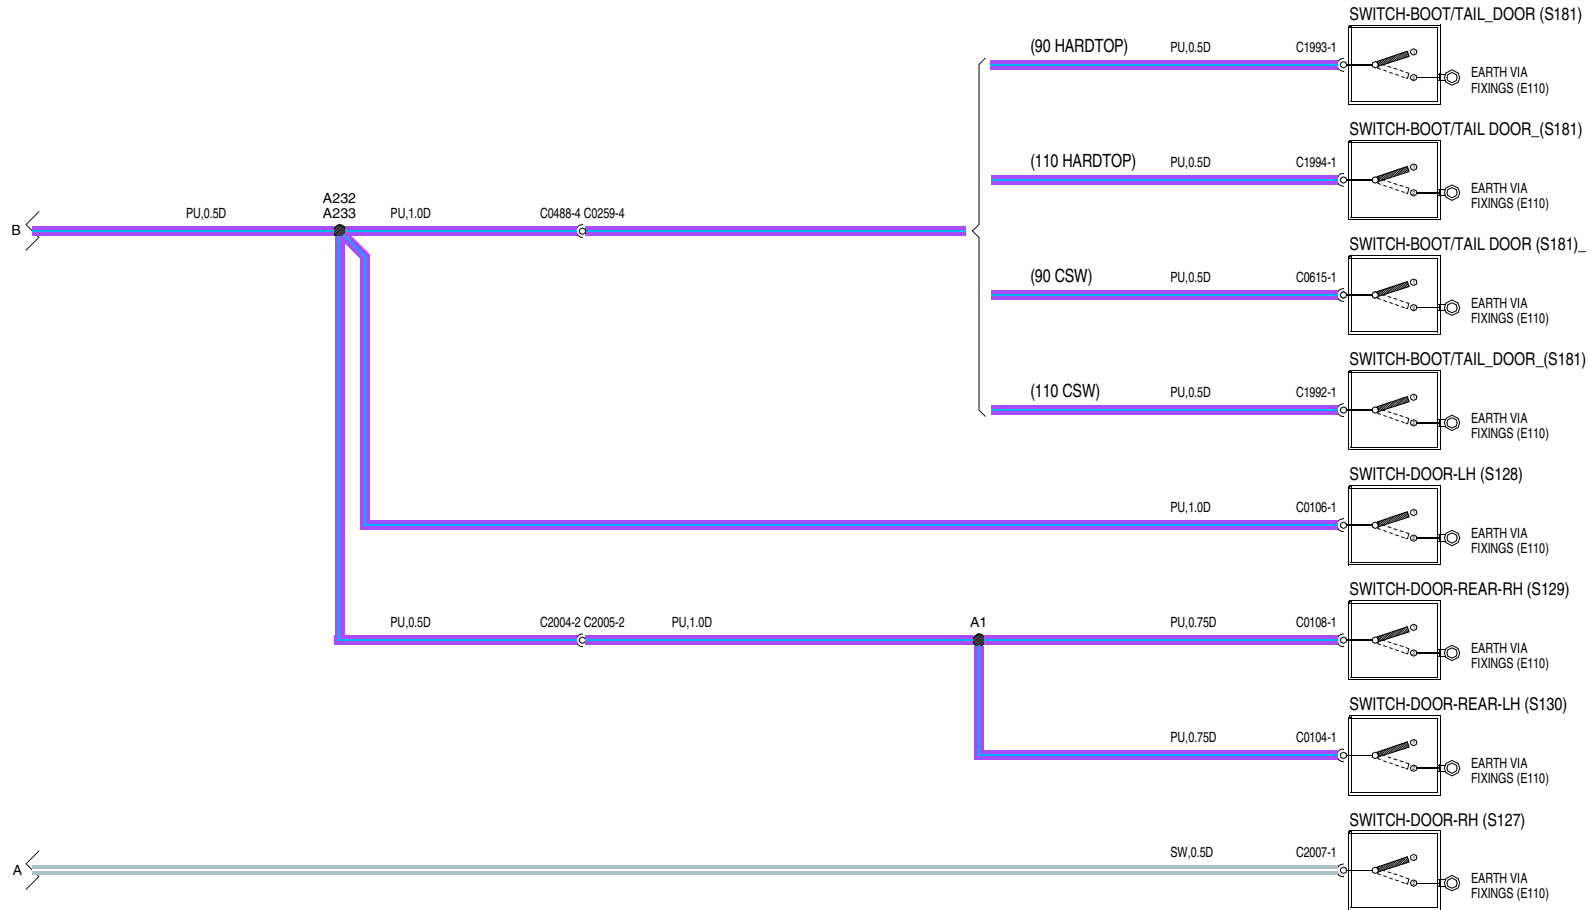 SWITCH-BOOT/TAIL_DOOR (S181)
(90 HARDTOP) PU,0.5D C1993-1
EARTH VIA
FIXINGS (E110)
SWITCH-BOOT/TAIL DOOR_(S181)
(110 HARDTOP) PU,0.5D C1994-1
EARTH VIA
FIXINGS (E110)
A232
PU,0.5D A233 PU,1.0D C0488-4 C0259-4
B
SWITCH-BOOT/TAIL DOOR (S181)_
(90 CSW) PU,0.5D C0615-1
EARTH VIA
FIXINGS (E110)
SWITCH-BOOT/TAIL_DOOR_(S181)
(110 CSW) PU,0.5D C1992-1
EARTH VIA
FIXINGS (E110)
SWITCH-DOOR-LH (S128)
PU,1.0D C0106-1
EARTH VIA
FIXINGS (E110)
SWITCH-DOOR-REAR-RH (S129)
PU,0.5D C2004-2 C2005-2 PU,1.0D A1 PU,0.75D C0108-1
EARTH VIA
FIXINGS (E110)
SWITCH-DOOR-REAR-LH (S130)
PU,0.75D C0104-1
EARTH VIA
FIXINGS (E110)
SWITCH-DOOR-RH (S127)
SW,0.5D C2007-1
A
EARTH VIA
FIXINGS (E110)